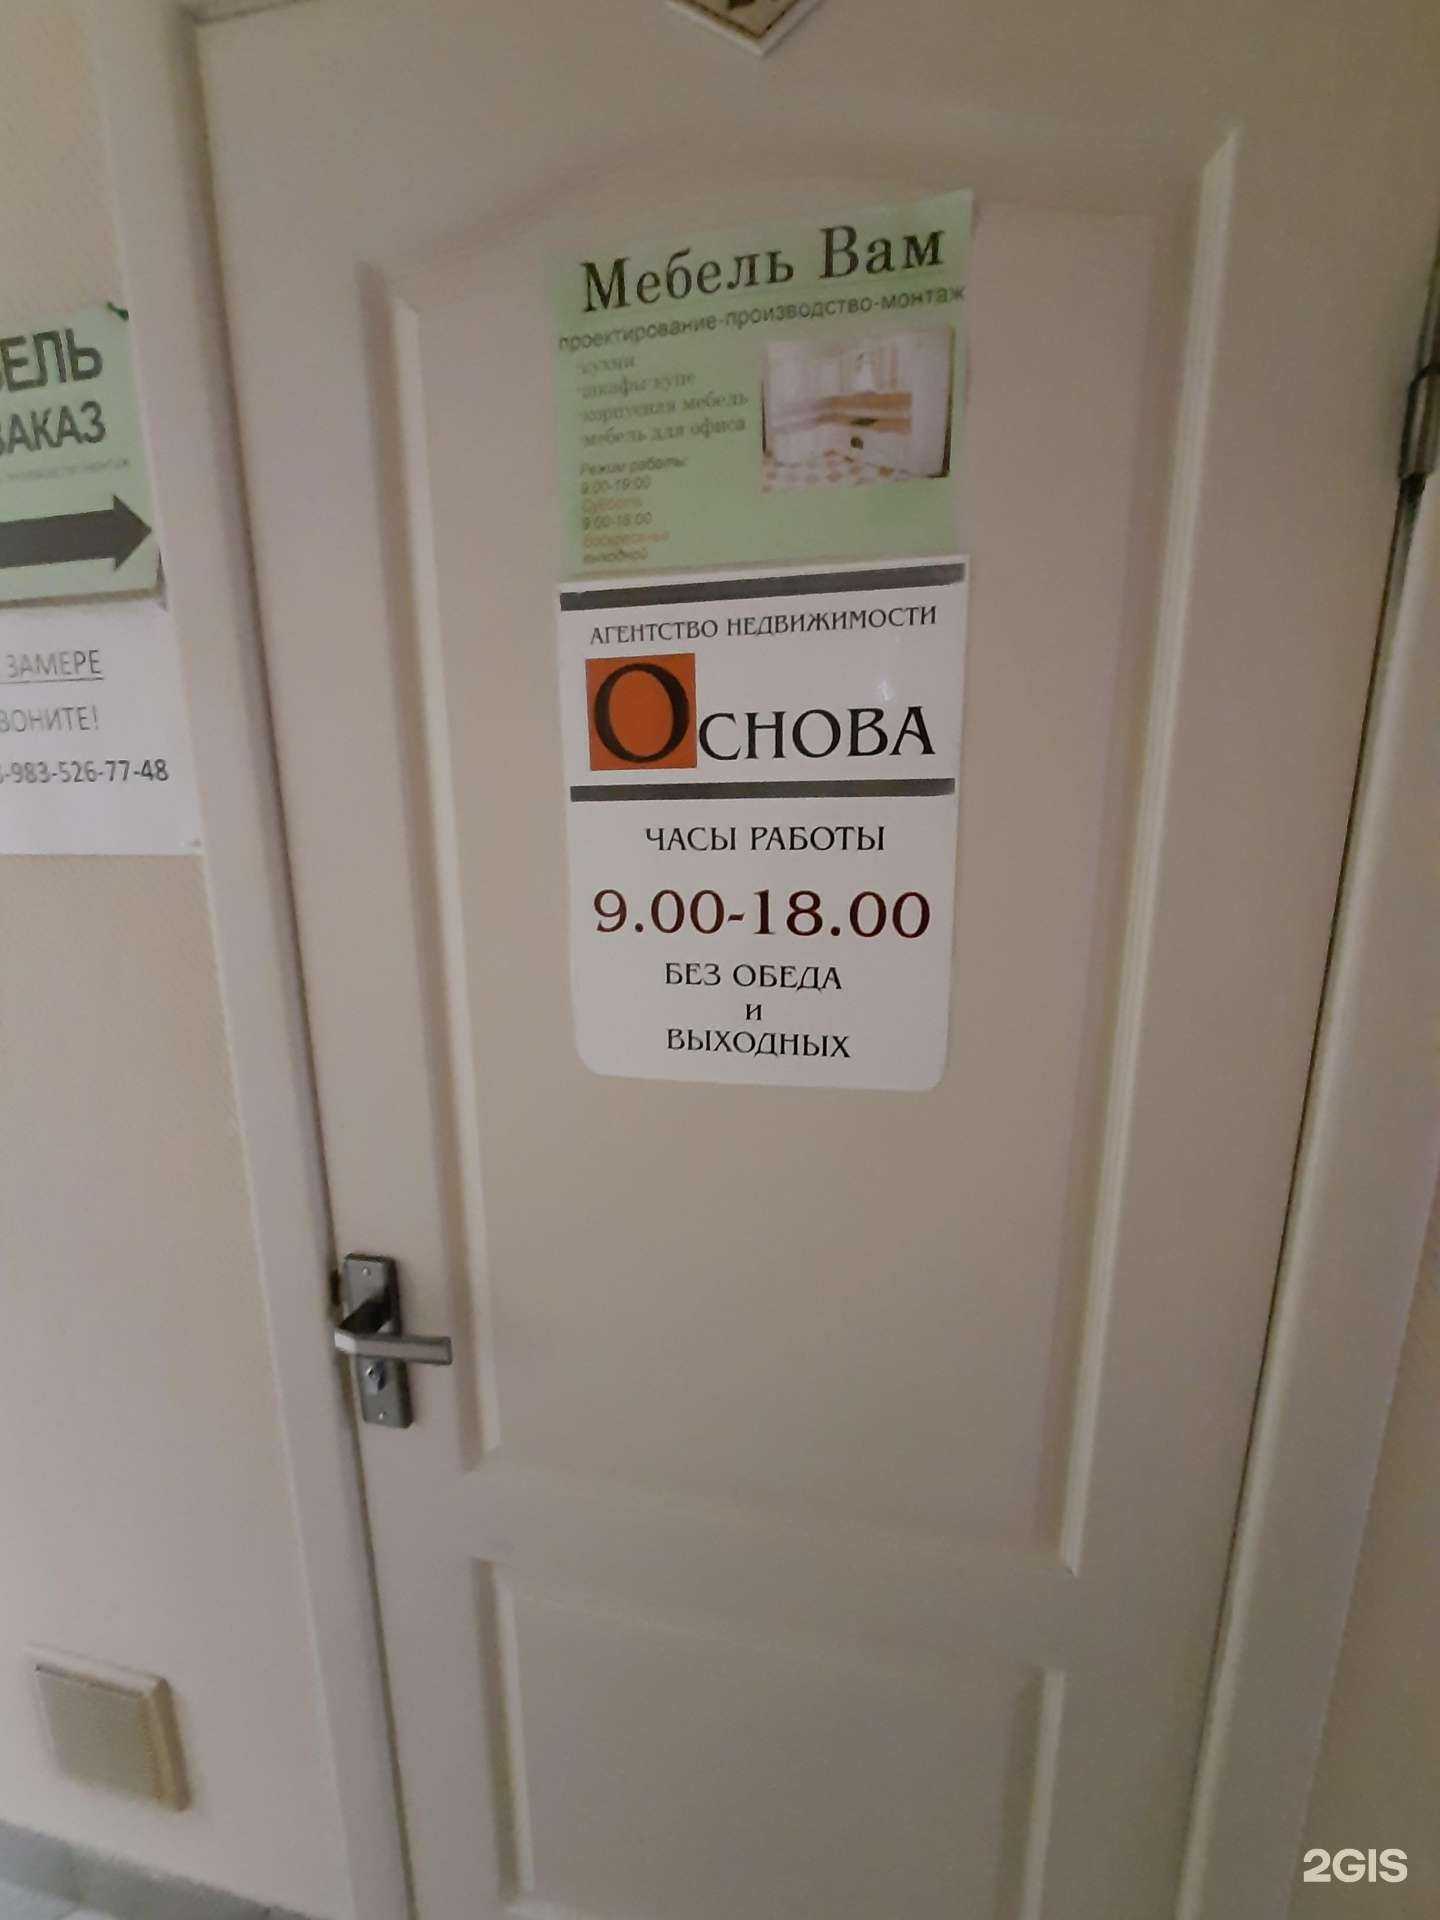 Мебель Вам
проектирование-производство-монтаж
кухни
шкафы купе
корпусная мебель
мебель для офиса
Режим работы:
9:00-19:00
Суббота
9:00-18:00
Воскресенье
выходной
ЕЛЬ
ЗАКАЗ
ЗАМЕРЕ
ВОНИТЕ!
-983-526-77-48
АГЕНТСТВО НЕДВИЖИМОСТИ
ОСНОВА
ЧАСЫ РАБОТЫ
9.00-18.00
БЕЗ ОБЕДА
и
ВЫХОДНЫХ
2GIS